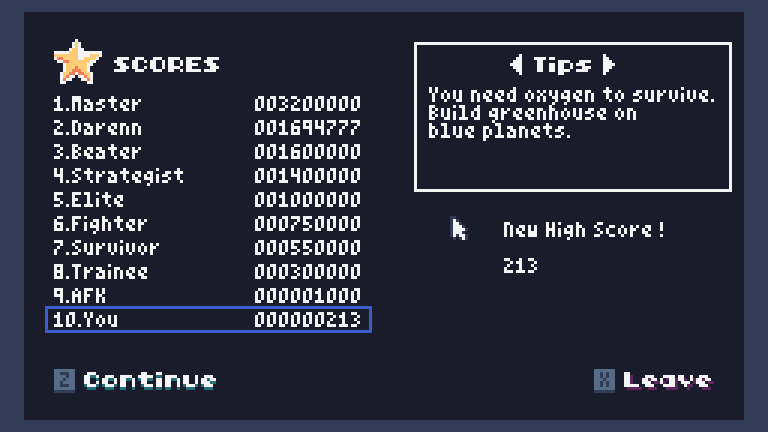 SCORES
1.Master 003200000
2.Darenn 001694777
3.Beater 001600000
4.Strategist 001400000
5.Elite 001000000
6.Fighter 000750000
7.Survivor 000550000
8.Trainee 000300000
9.AFK 000001000
10.You 000000213
Tips
You need oxygen to survive.
Build greenhouse on
blue planets.
New High Score !
213
Z Continue
X Leave